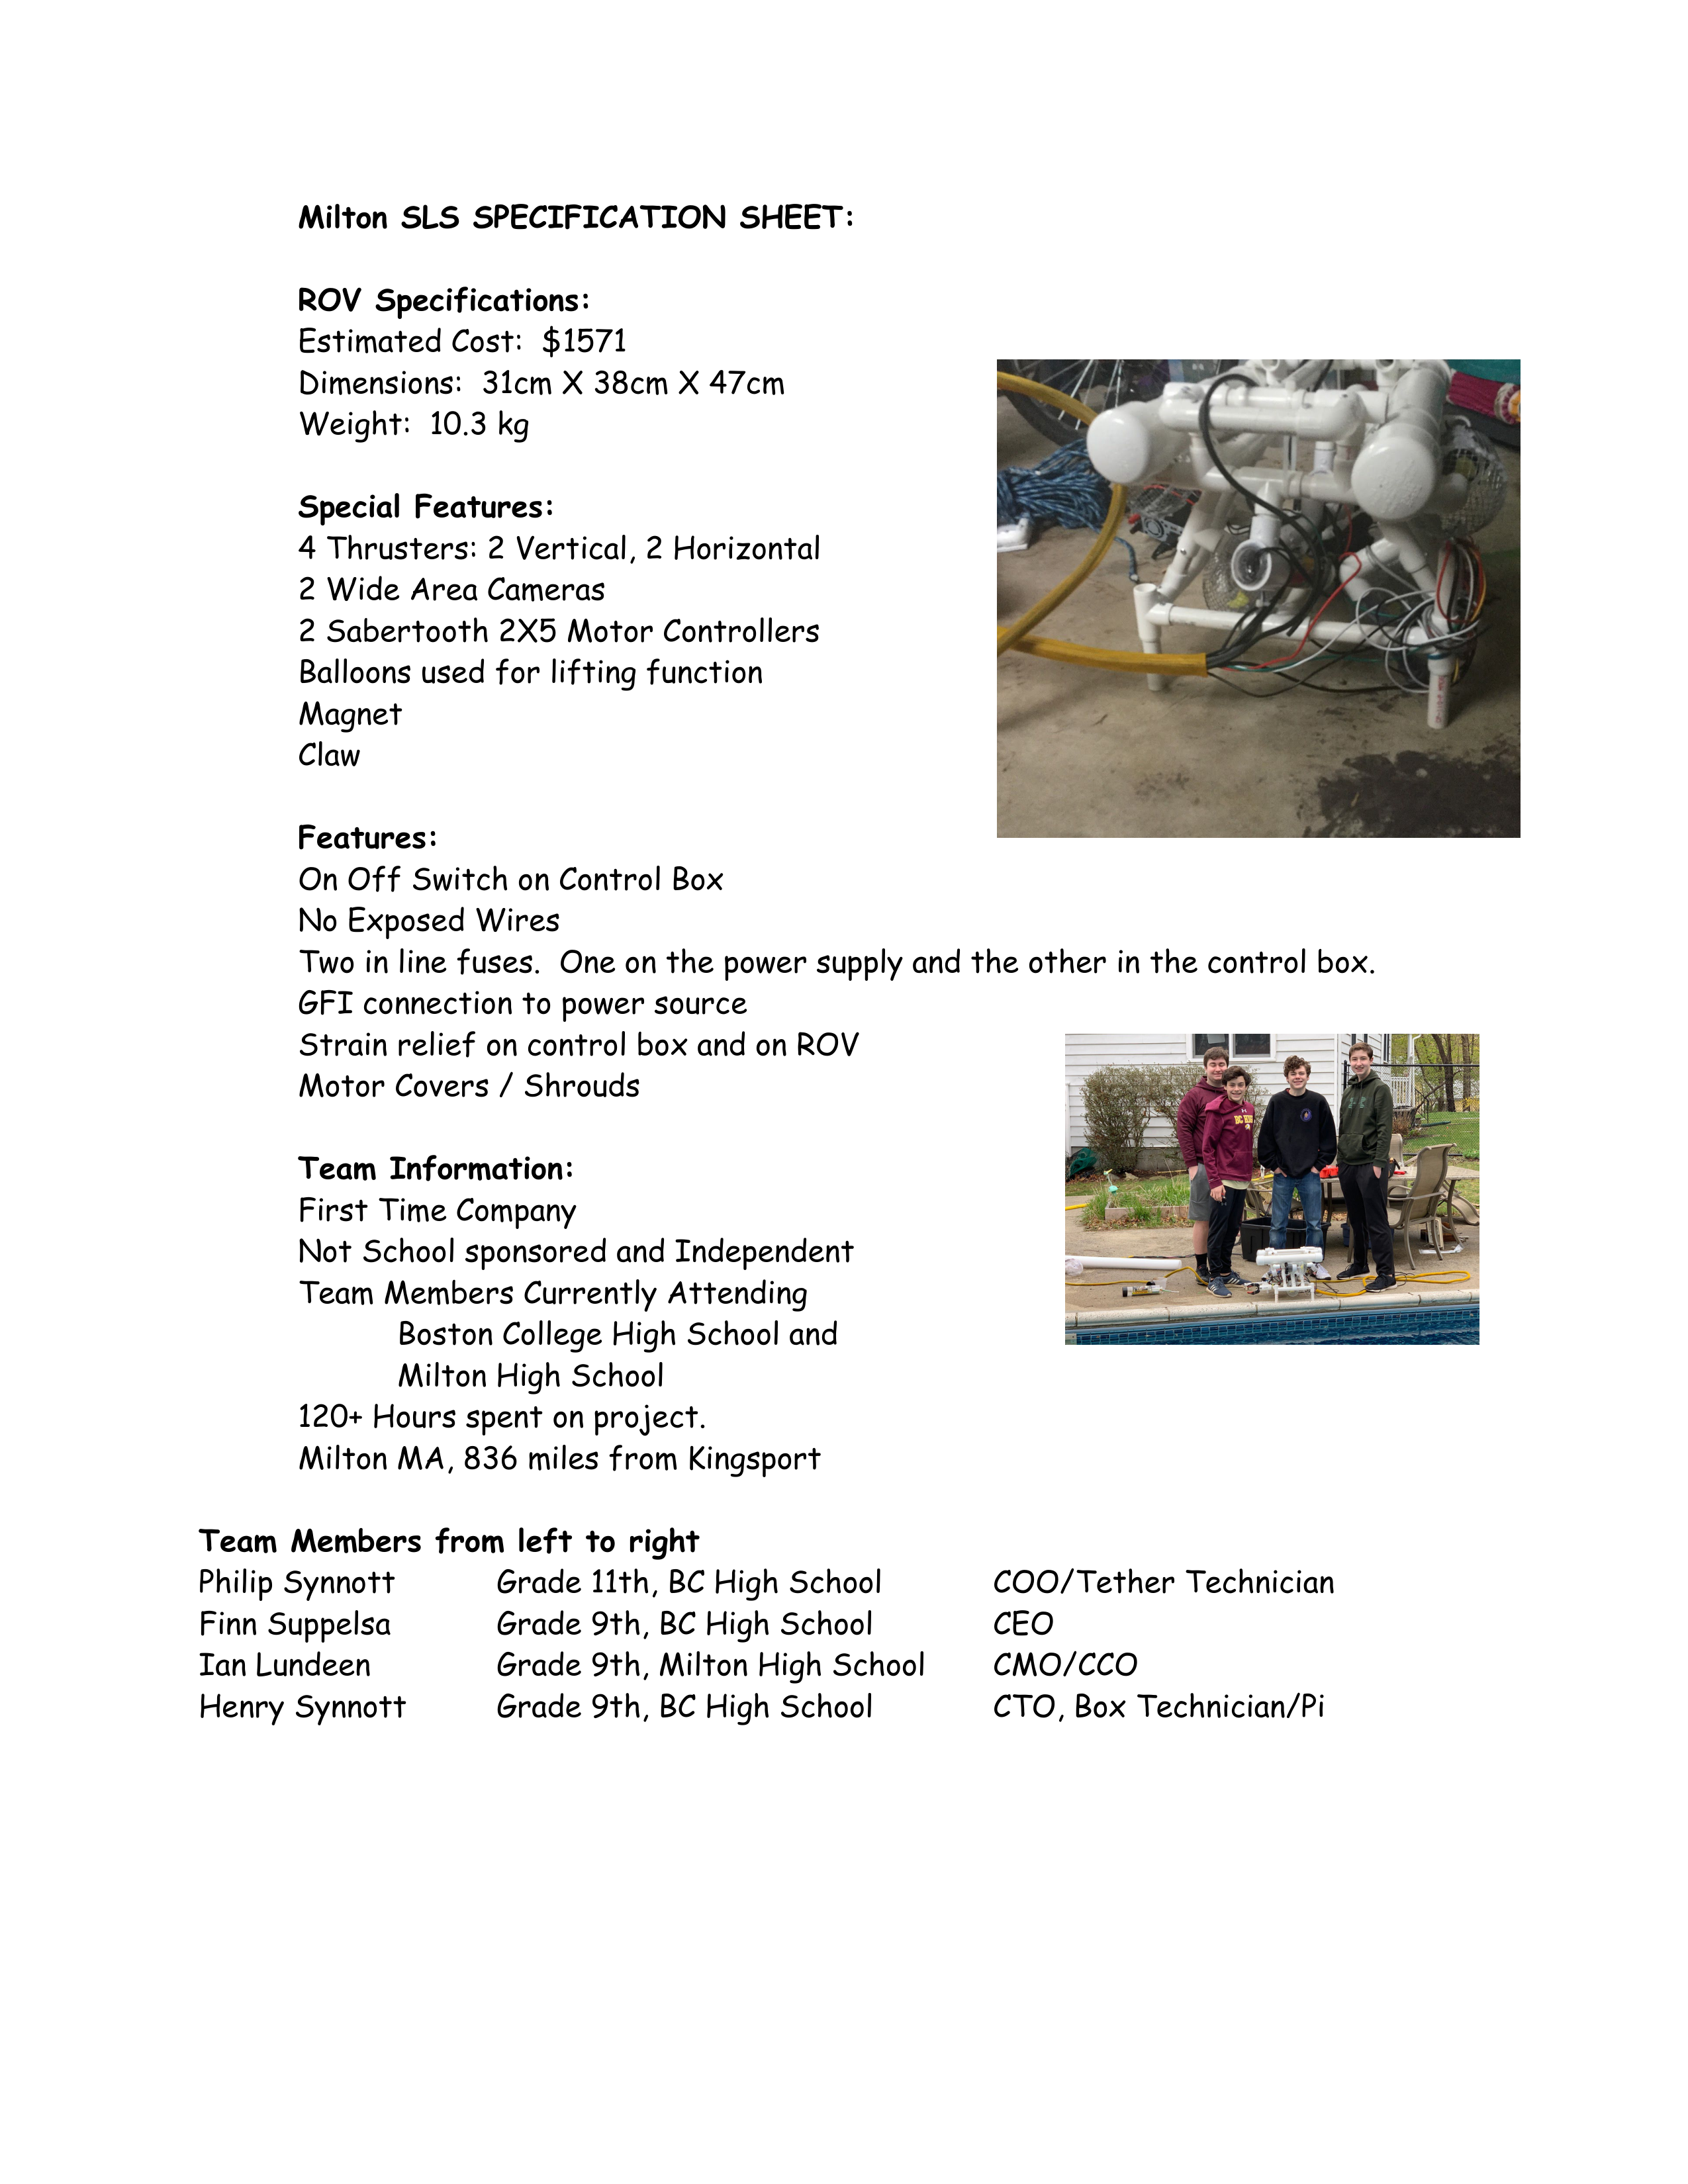 Milton SLS SPECIFICATION SHEET:
ROV Specifications:
Estimated Cost: $1571
Dimensions: 31cm X 38cm X 47cm
Weight: 10.3 kg
Special Features:
4 Thrusters: 2 Vertical, 2 Horizontal
2 Wide Area Cameras
2 Sabertooth 2X5 Motor Controllers
Balloons used for lifting function
Magnet
Claw
Features:
On Off Switch on Control Box
No Exposed Wires
Two in line fuses. One on the power supply and the other in the control box.
GFI connection to power source
Strain relief on control box and on ROV
Motor Covers / Shrouds
Team Information:
First Time Company
Not School sponsored and Independent
Team Members Currently Attending
Boston College High School and
Milton High School
120+ Hours spent on project.
Milton MA, 836 miles from Kingsport
Team Members from left to right
Philip Synnott Grade 11th, BC High School COO/Tether Technician
Finn Suppelsa Grade 9th, BC High School CEO
Ian Lundeen Grade 9th, Milton High School CMO/CCO
Henry Synnott Grade 9th, BC High School CTO, Box Technician/Pi